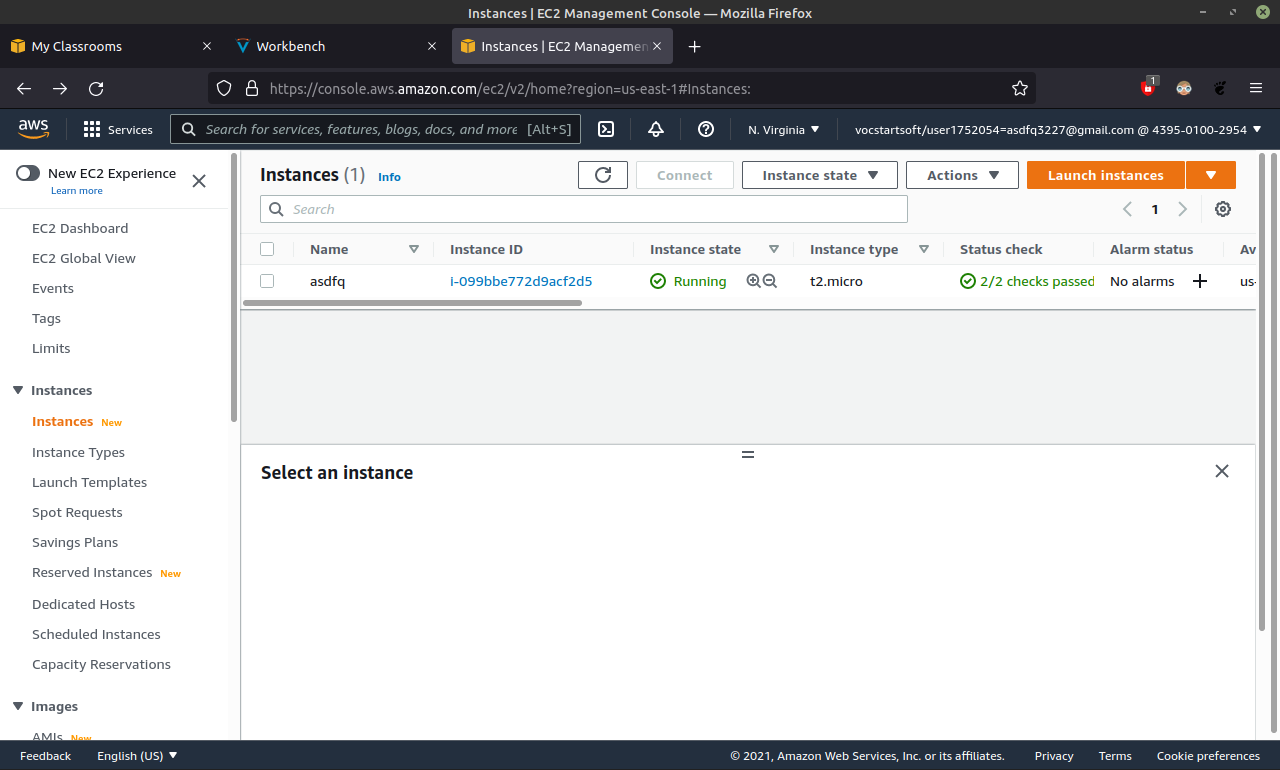 Instances | EC2 Management Console — Mozilla Firefox
My Classrooms
Workbench
Instances | EC2 Managemen
https://console.aws.amazon.com/ec2/v2/home?region=us-east-1#Instances:
1
aws
Services
Search for services, features, blogs, docs, and more [Alt+S]
N. Virginia
vocstartsoft/user1752054=asdfq3227@gmail.com @ 4395-0100-2954
New EC2 Experience
Learn more
EC2 Dashboard
EC2 Global View
Events
Tags
Limits
Instances
Instances New
Instance Types
Launch Templates
Spot Requests
Savings Plans
Reserved Instances New
Dedicated Hosts
Scheduled Instances
Capacity Reservations
Images
AMIs New
Instances (1) Info
Connect
Instance state
Actions
Launch instances
Search
1
Name Instance ID Instance state Instance type Status check Alarm status Av
asdfq i-099bbe772d9acf2d5 Running t2.micro 2/2 checks passed No alarms us-
Select an instance
Feedback English (US) © 2021, Amazon Web Services, Inc. or its affiliates. Privacy Terms Cookie preferences